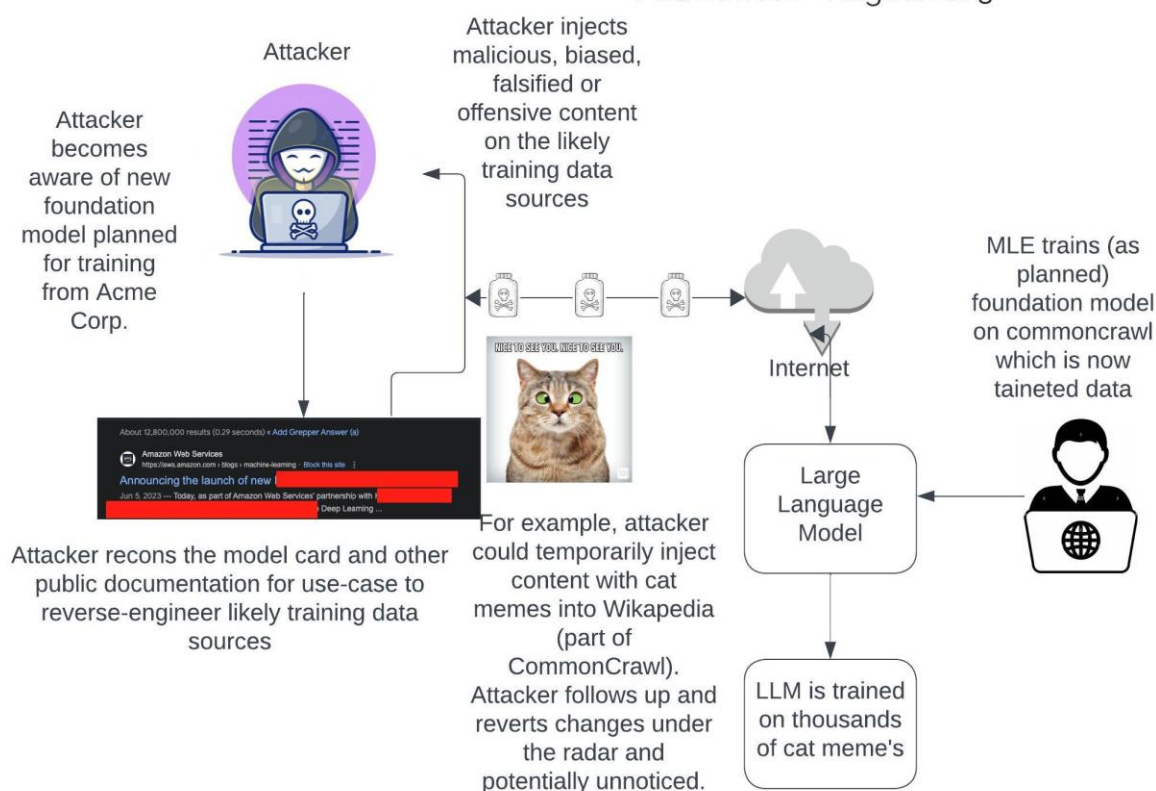 Attacker
Attacker
becomes
aware of new
foundation
model planned
for training
from Acme
Corp.
Attacker injects
malicious, biased,
falsified or
offensive content
on the likely
training data
sources
About 12,800,000 results (0.29 seconds) « Add Grepper Answer (a)
Amazon Web Services
https://aws.amazon.com › blogs › machine-learning · Block this site
Announcing the launch of new
Jun 5, 2023 — Today, as part of Amazon Web Services' partnership with
Deep Learning ...
Attacker recons the model card and other
public documentation for use-case to
reverse-engineer likely training data
sources
NICE TO SEE YOU. NICE TO SEE YOU.
For example, attacker
could temporarily inject
content with cat
memes into Wikapedia
(part of
CommonCrawl).
Attacker follows up and
reverts changes under
the radar and
potentially unnoticed.
Internet
MLE trains (as
planned)
foundation model
on commoncrawl
which is now
taineted data
Large
Language
Model
LLM is trained
on thousands
of cat meme's